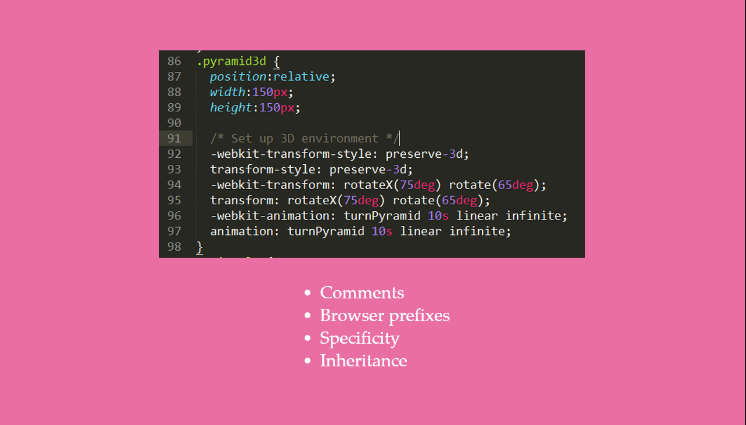 86 .pyramid3d {
87 position:relative;
88 width:150px;
89 height:150px;
90
91 /* Set up 3D environment */
92 -webkit-transform-style: preserve-3d;
93 transform-style: preserve-3d;
94 -webkit-transform: rotateX(75deg) rotate(65deg);
95 transform: rotateX(75deg) rotate(65deg);
96 -webkit-animation: turnPyramid 10s linear infinite;
97 animation: turnPyramid 10s linear infinite;
98 }
• Comments
• Browser prefixes
• Specificity
• Inheritance